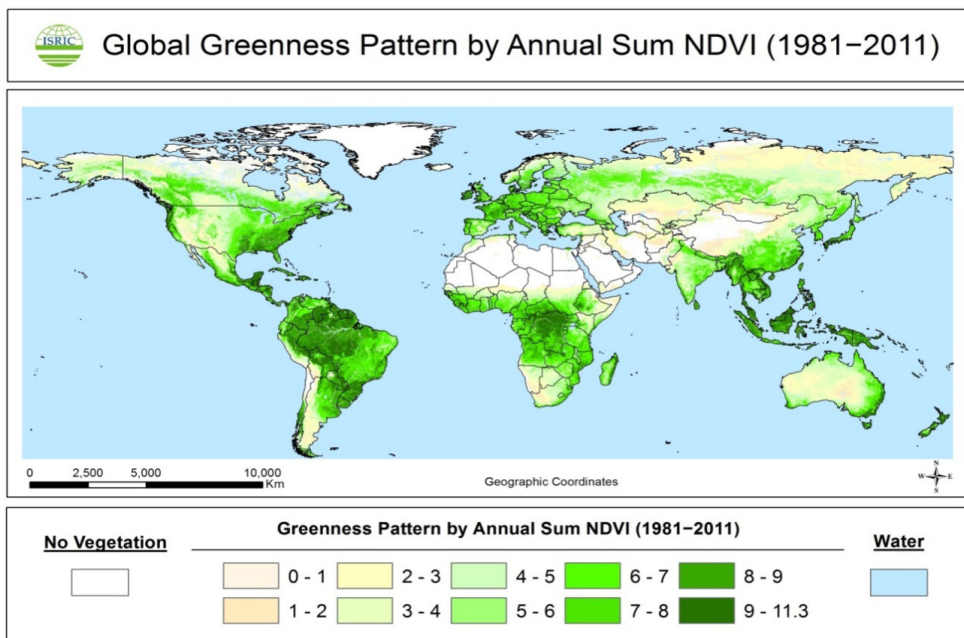 ISRIC
Global Greenness Pattern by Annual Sum NDVI (1981−2011)
0 2,500 5,000 10,000
Km
Geographic Coordinates
N
W E
S
No Vegetation
Greenness Pattern by Annual Sum NDVI (1981−2011)
Water
0 - 1 2 - 3 4 - 5 6 - 7 8 - 9
1 - 2 3 - 4 5 - 6 7 - 8 9 - 11.3